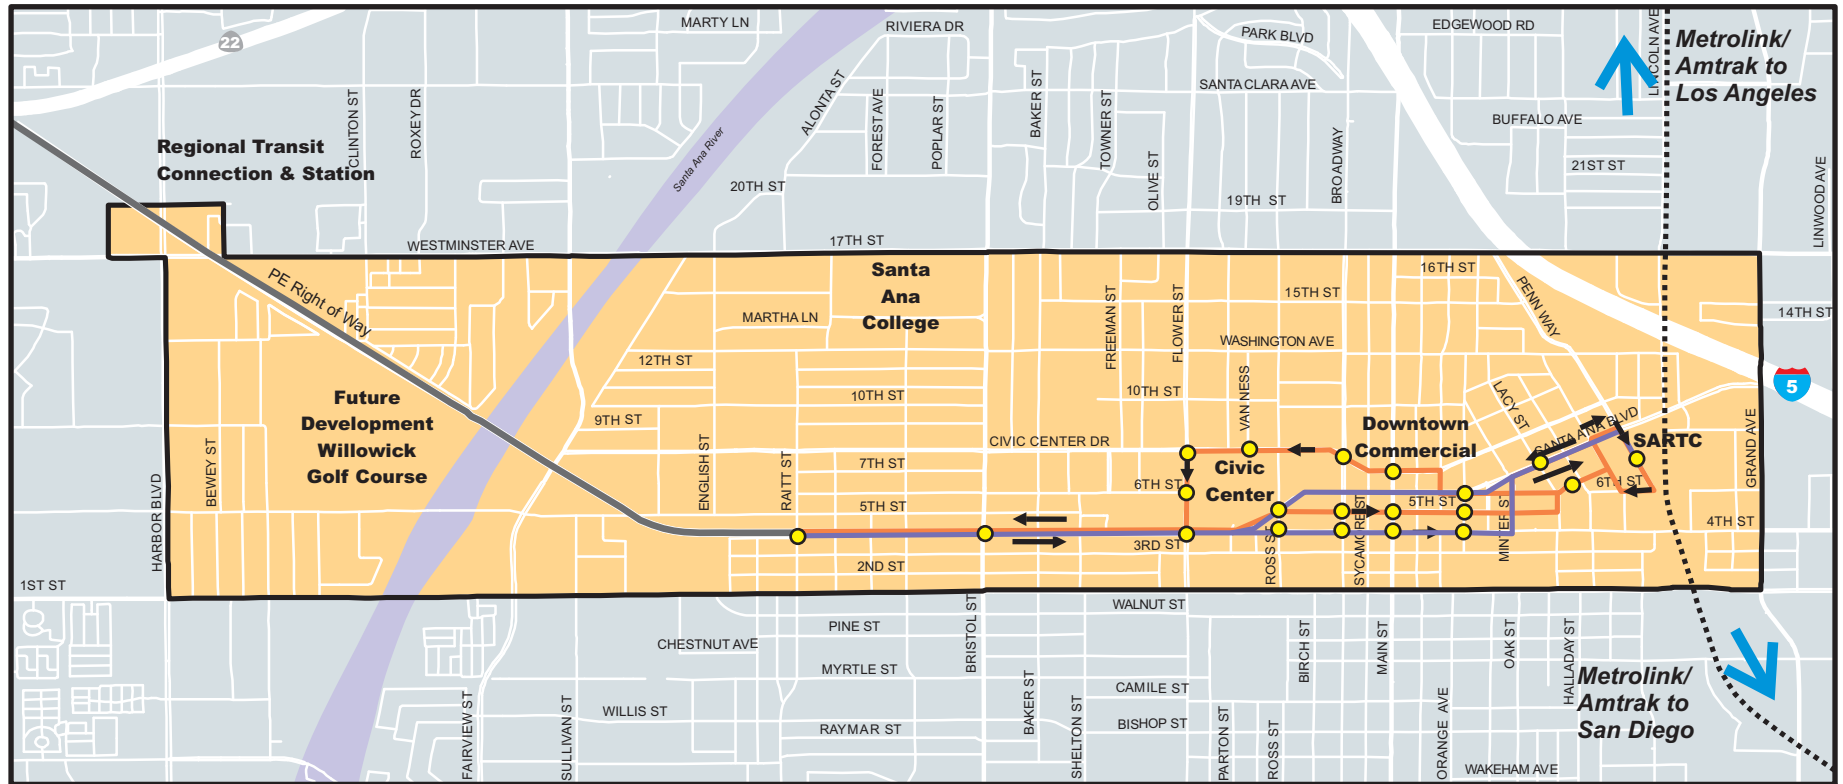 MARTY LN
RIVIERA DR
EDGEWOOD RD
PARK BLVD
LINCOLN AVE
Metrolink/
Amtrak to
Los Angeles
22
SANTA CLARA AVE
BUFFALO AVE
CLINTON ST
ROXEY DR
ALONTA ST
FOREST AVE
POPLAR ST
BAKER ST
TOWNER ST
OLIVE ST
BROADWAY
21ST ST
LINWOOD AVE
Regional Transit
Connection & Station
Santa Ana River
20TH ST
19TH ST
WESTMINSTER AVE
17TH ST
PE Right of Way
Santa
Ana
College
16TH ST
15TH ST
PENN WAY
14TH ST
MARTHA LN
FREEMAN ST
FLOWER ST
WASHINGTON AVE
12TH ST
10TH ST
10TH ST
VAN NESS
LACY ST
5
Future
Development
Willowick
Golf Course
9TH ST
CIVIC CENTER DR
Downtown
Commercial
SANTA ANA BLVD
SARTC
GRAND AVE
HARBOR BLVD
BEWEY ST
ENGLISH ST
RAITT ST
7TH ST
Civic
Center
6TH ST
6TH ST
5TH ST
5TH ST
4TH ST
3RD ST
ROSS ST
SYCAMORE ST
MINTER ST
2ND ST
1ST ST
WALNUT ST
PINE ST
CHESTNUT AVE
BRISTOL ST
BIRCH ST
MAIN ST
OAK ST
HALLADAY ST
MYRTLE ST
Metrolink/
Amtrak to
San Diego
CAMILE ST
FAIRVIEW ST
SULLIVAN ST
WILLIS ST
BAKER ST
SHELTON ST
BISHOP ST
PARTON ST
ROSS ST
ORANGE AVE
RAYMAR ST
WAKEHAM AVE